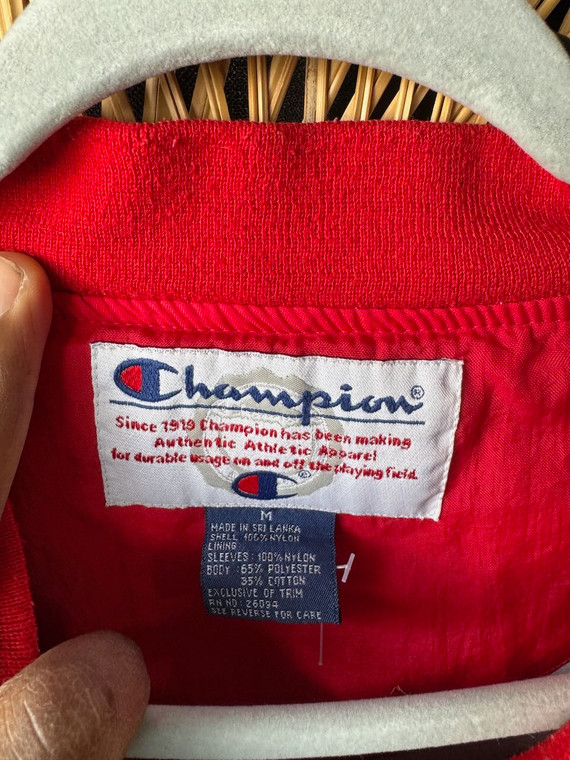 Champion®
Since 1919 Champion has been making
Authentic Athletic Apparel
for durable usage on and off the playing field.
M
MADE IN SRI LANKA
SHELL 100% NYLON
LINING
SLEEVES: 100% NYLON
BODY: 65% POLYESTER
35% COTTON
EXCLUSIVE OF TRIM
RN NO: 26094
SEE REVERSE FOR CARE